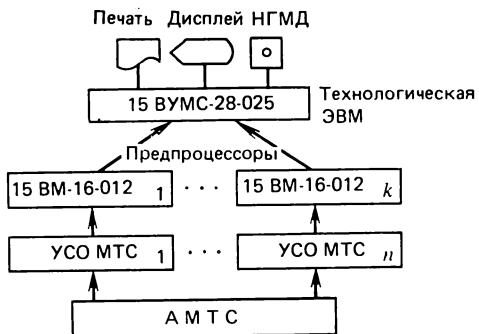 Печать Дисплей НГМД
15 ВУМС-28-025
Технологическая
ЭВМ
Предпроцессоры
15 ВМ-16-012 1 · · · 15 ВМ-16-012 k
УСО МТС 1 · · · УСО МТС n
АМТС